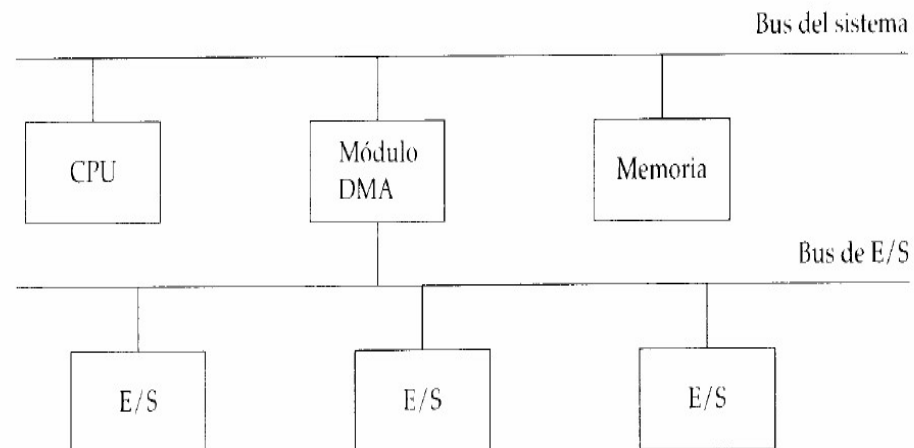 Bus del sistema
CPU
Módulo
DMA
Memoria
Bus de E/S
E/S
E/S
E/S